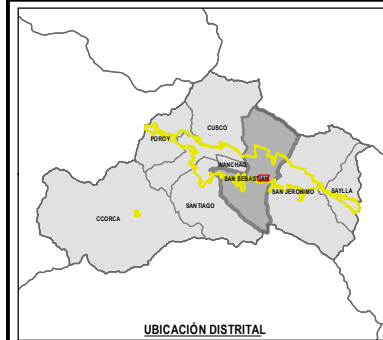 CUSCO
POROY
WANCHAQ
SAN SEBASTIAN
SAN JERONIMO
SAYLLA
CCORCA
SANTIAGO
UBICACIÓN DISTRITAL